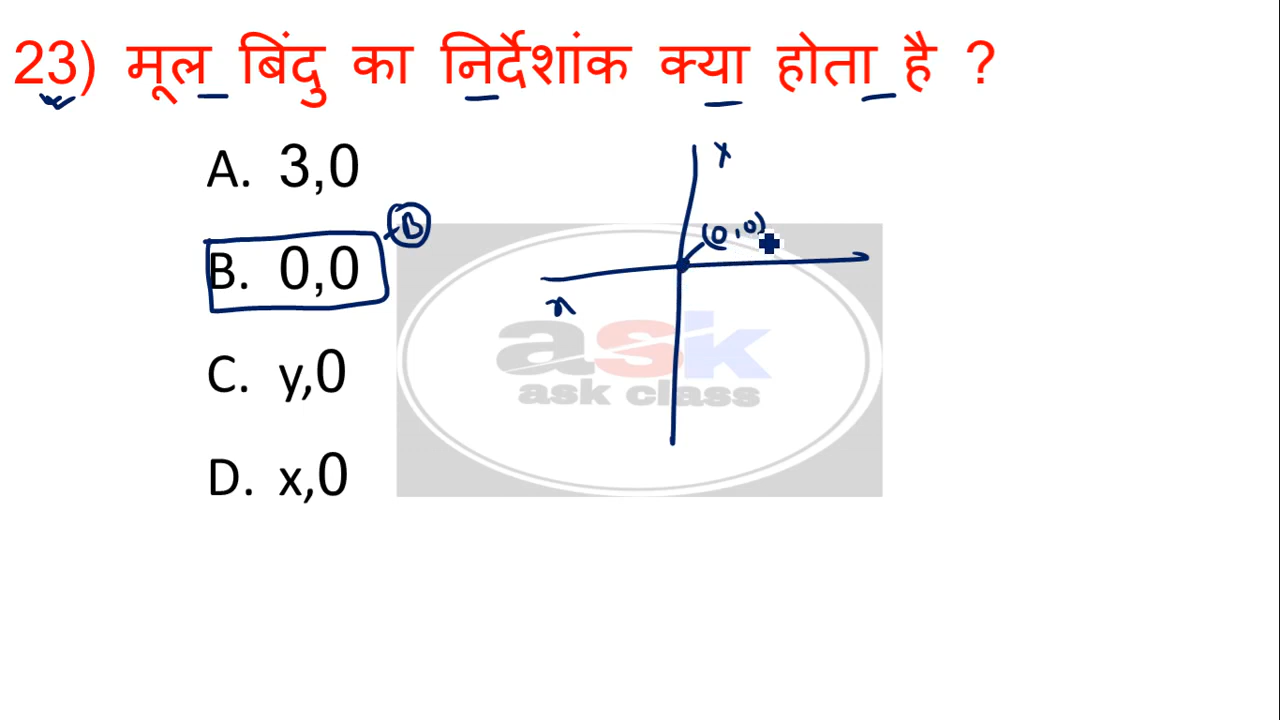 23) मूल बिंदु का निर्देशांक क्या होता है ?
A. 3,0
B. 0,0
B
C. y,0
D. x,0
y
(0,0)
x
ask
ask class